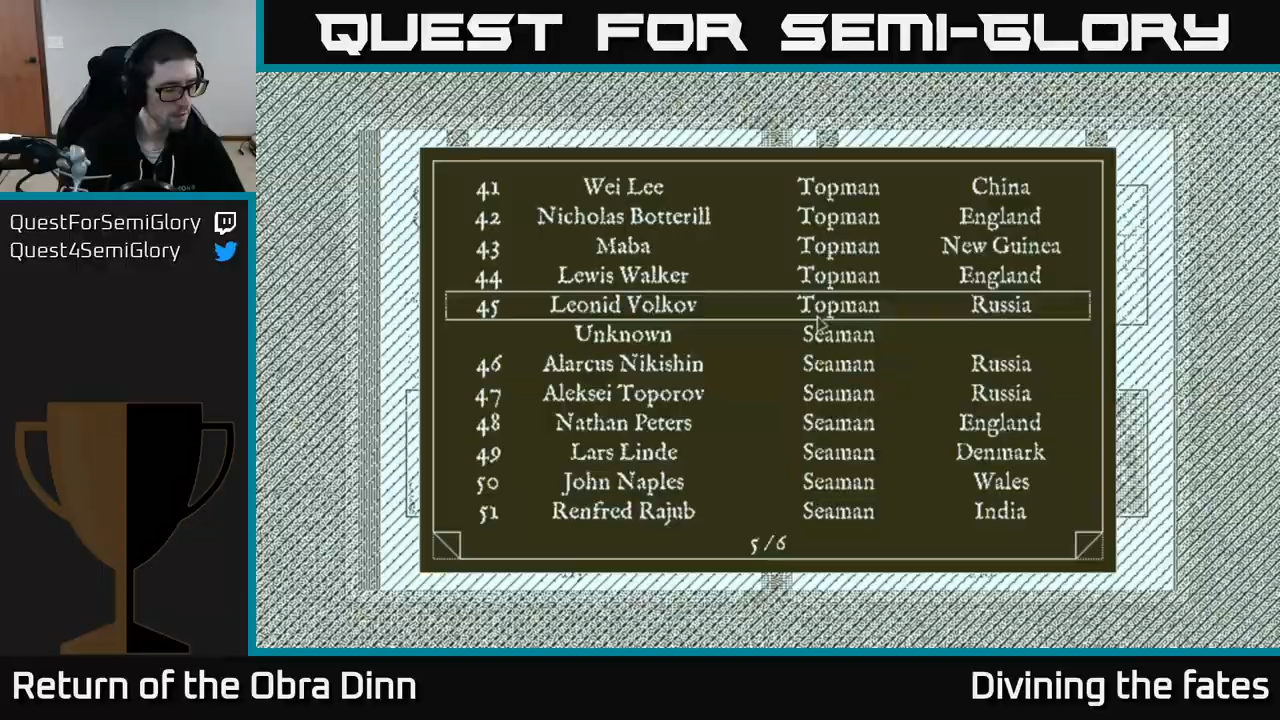 QUEST FOR SEMI-GLORY
QuestForSemiGlory
Quest4SemiGlory
41 Wei Lee Topman China
42 Nicholas Botterill Topman England
43 Maba Topman New Guinea
44 Lewis Walker Topman England
45 Leonid Volkov Topman Russia
Unknown Seaman
46 Alarcus Nikishin Seaman Russia
47 Aleksei Toporov Seaman Russia
48 Nathan Peters Seaman England
49 Lars Linde Seaman Denmark
50 John Naples Seaman Wales
51 Renfred Rajub Seaman India
5/6
Return of the Obra Dinn
Divining the fates